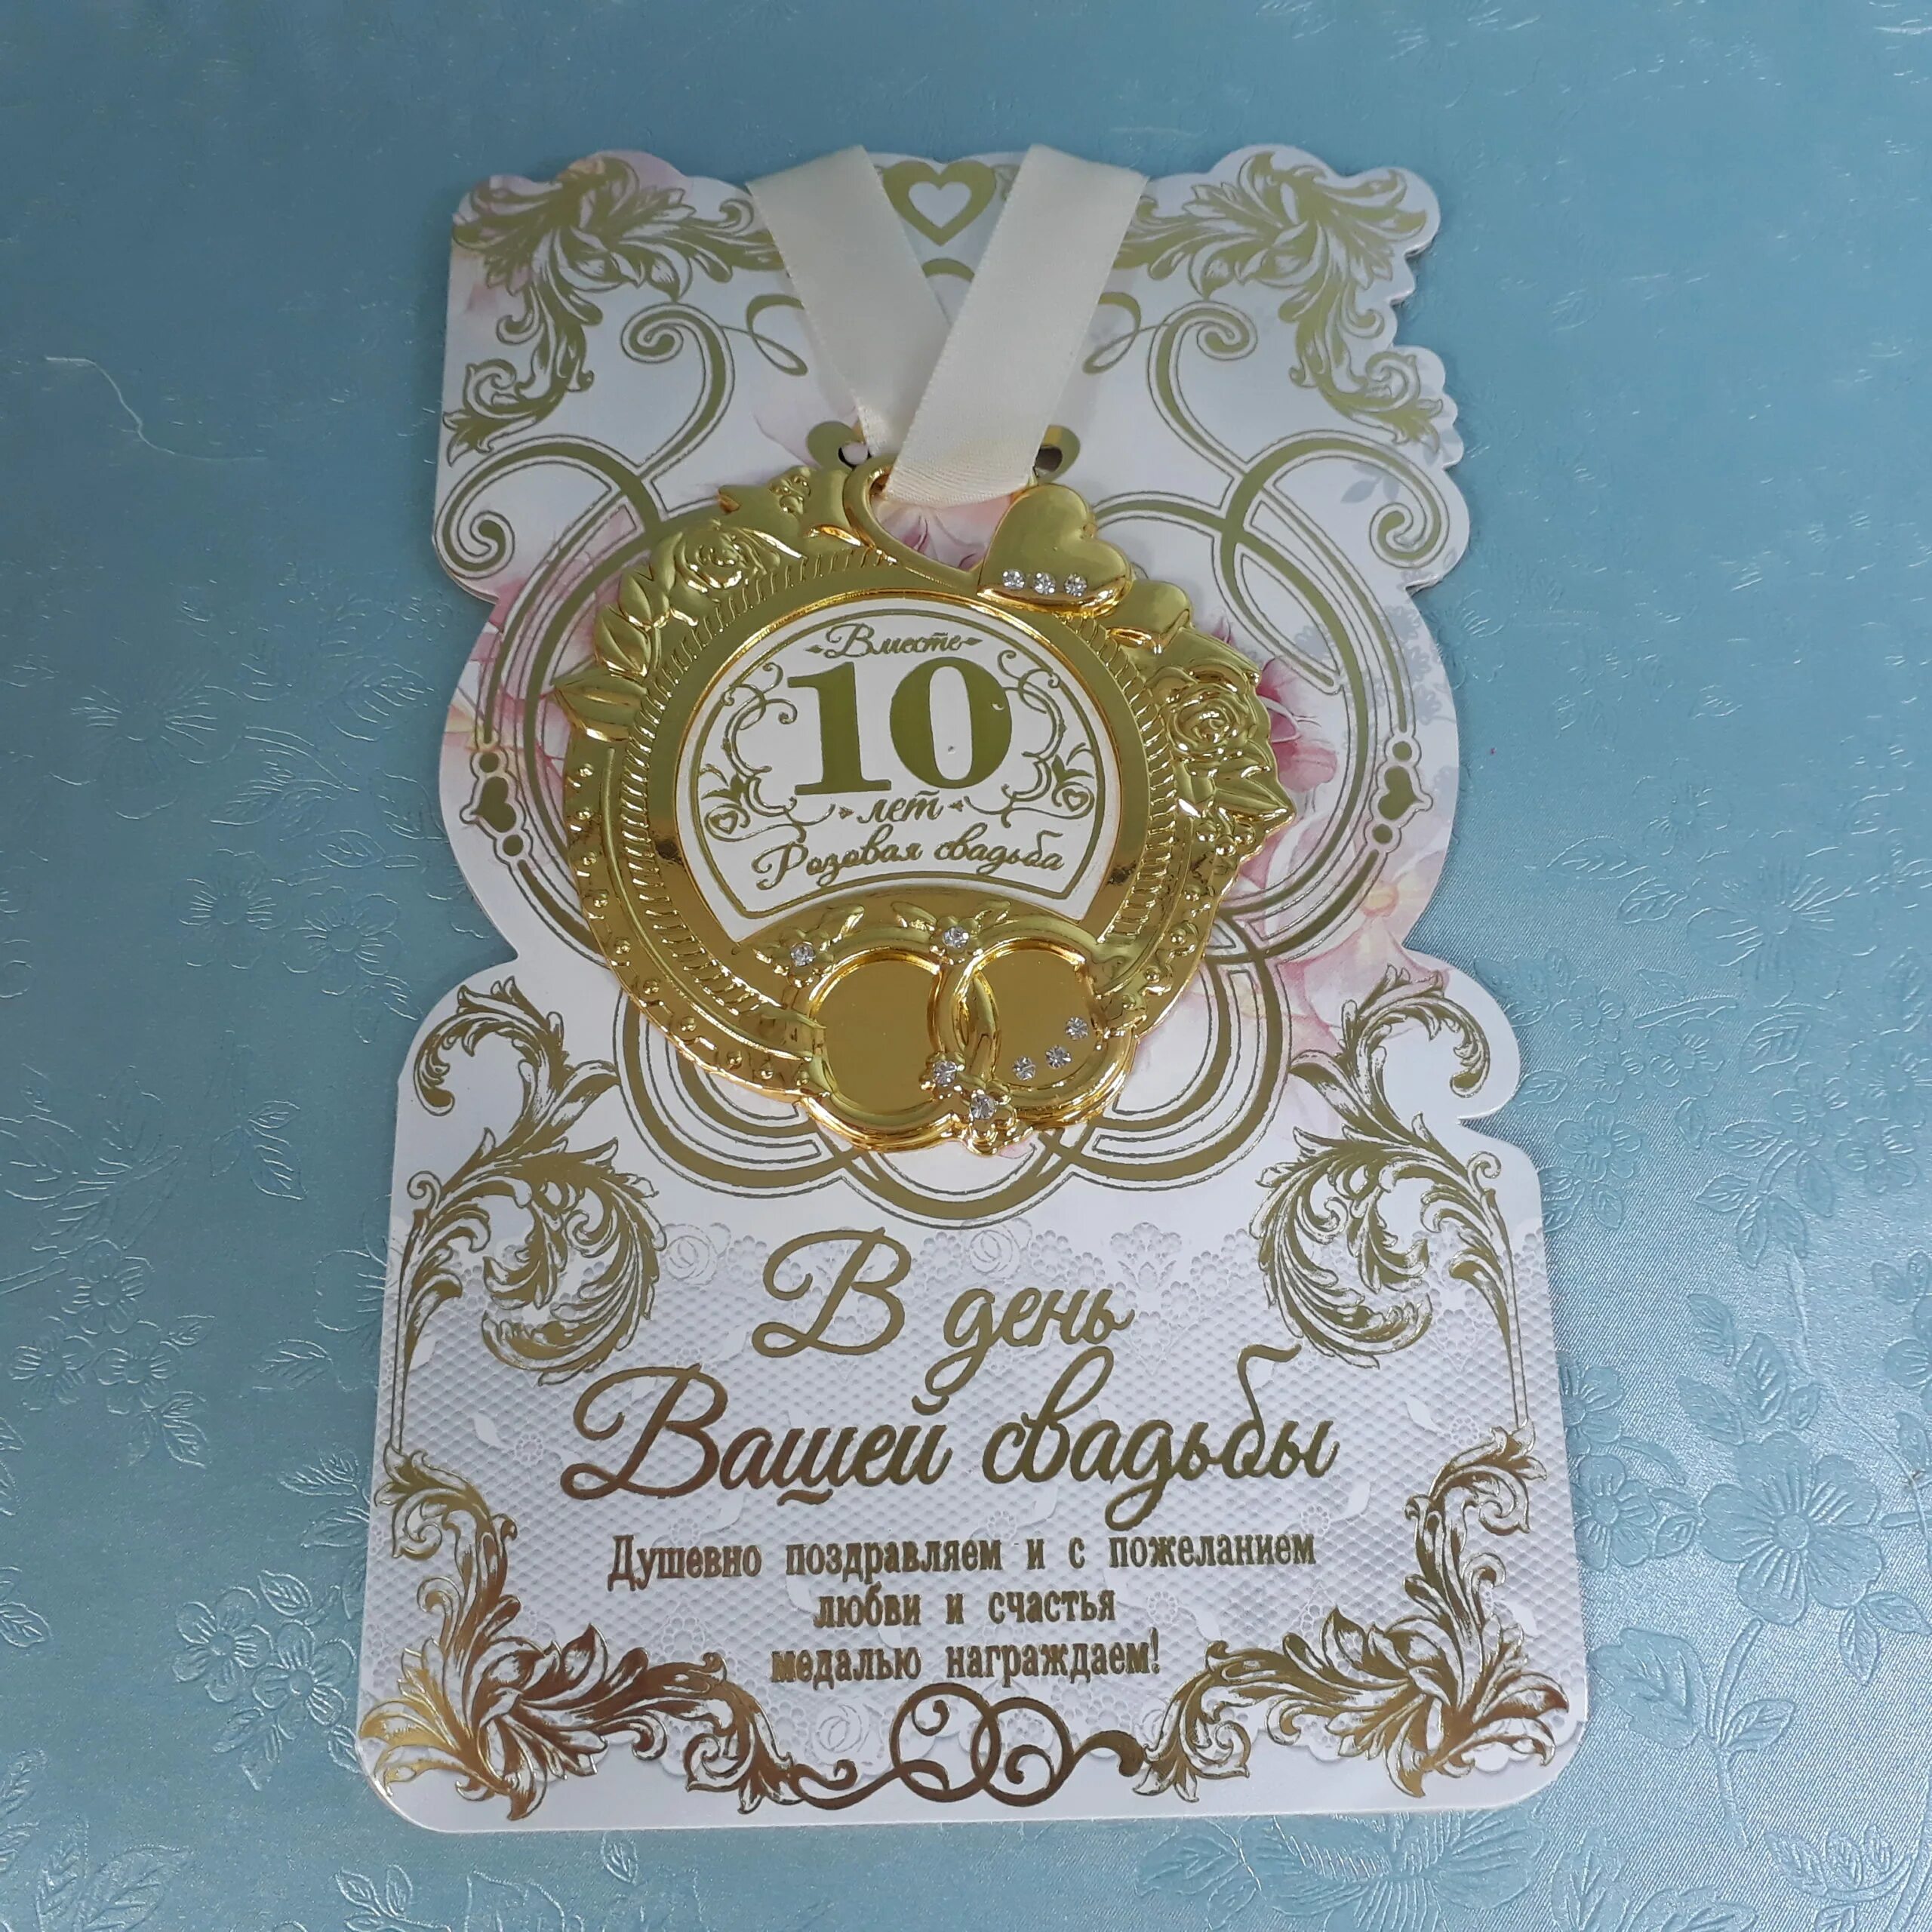 Вместе
10
лет
Розовая свадьба
В день
Вашей свадьбы
Душевно поздравляем и с пожеланием
любви и счастья
медалью награждаем!